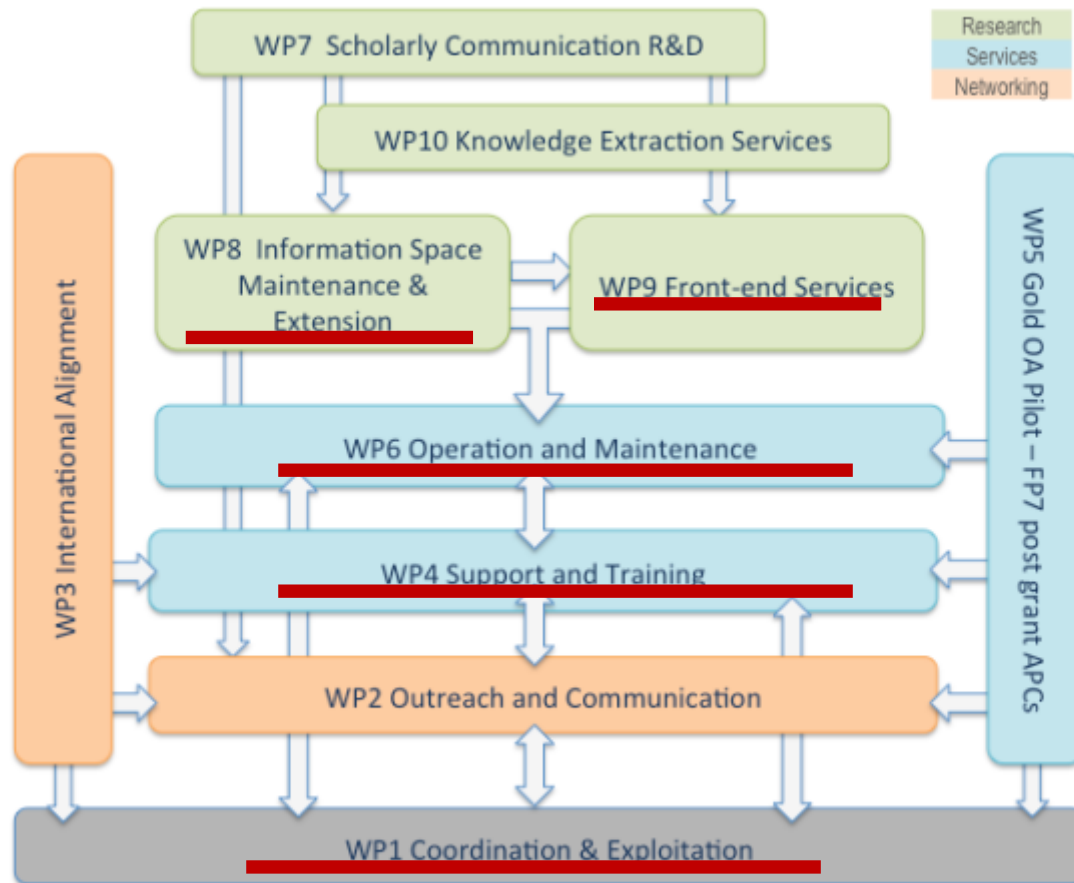 WP7  Scholarly Communication R&D
Research
Services
Networking
WP10 Knowledge Extraction Services
WP3 International Alignment
WP8  Information Space
Maintenance &
Extension
WP9 Front-end Services
WP5 Gold OA Pilot – FP7 post grant APCs
WP6 Operation and Maintenance
WP4 Support and Training
WP2 Outreach and Communication
WP1 Coordination & Exploitation